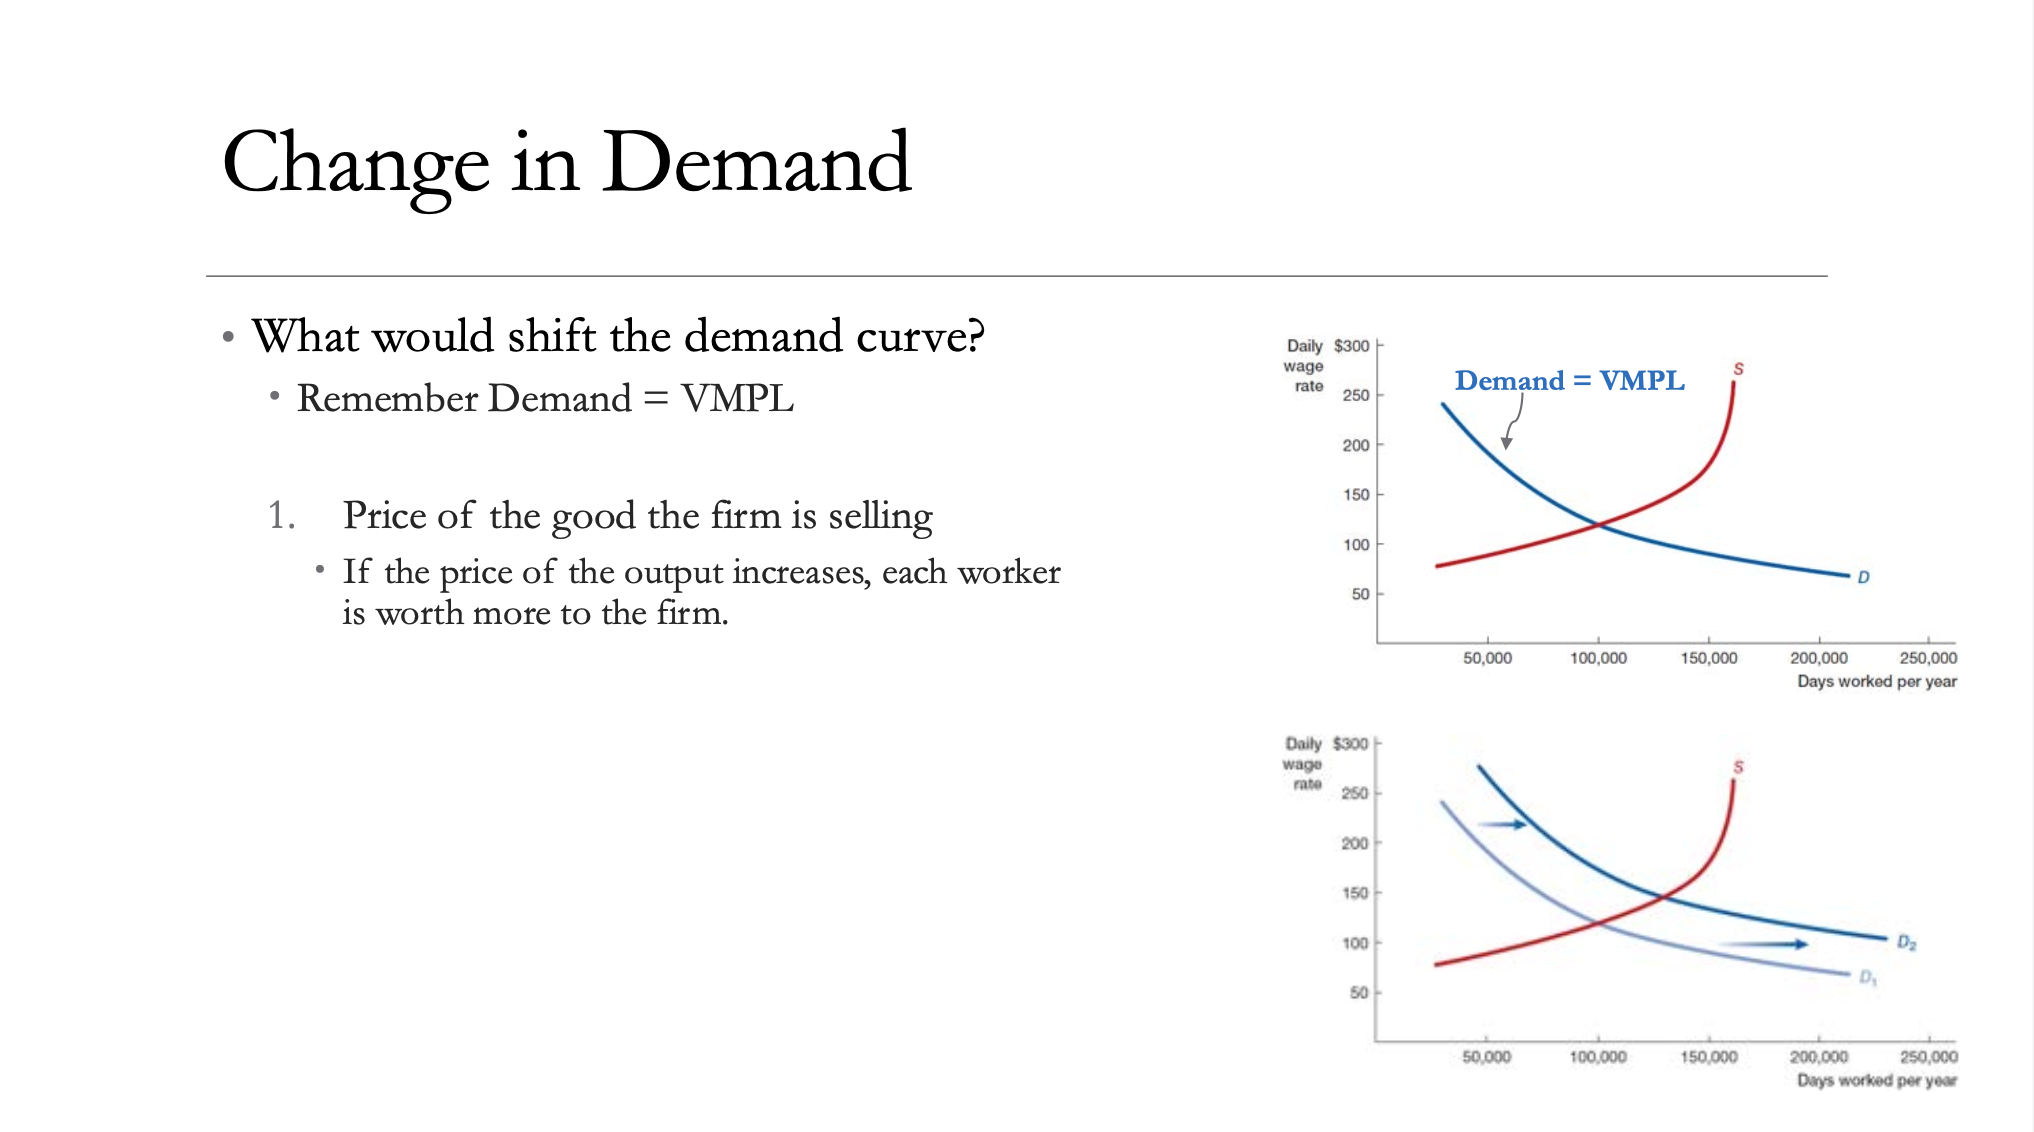 Change in Demand
• What would shift the demand curve?
• Remember Demand = VMPL
1. Price of the good the firm is selling
• If the price of the output increases, each worker
is worth more to the firm.
Daily $300
wage
rate
250
200
150
100
50
Demand = VMPL
S
D
50,000 100,000 150,000 200,000 250,000
Days worked per year
Daily $300
wage
rate
250
200
150
100
50
S
D₂
D₁
50,000 100,000 150,000 200,000 250,000
Days worked per year